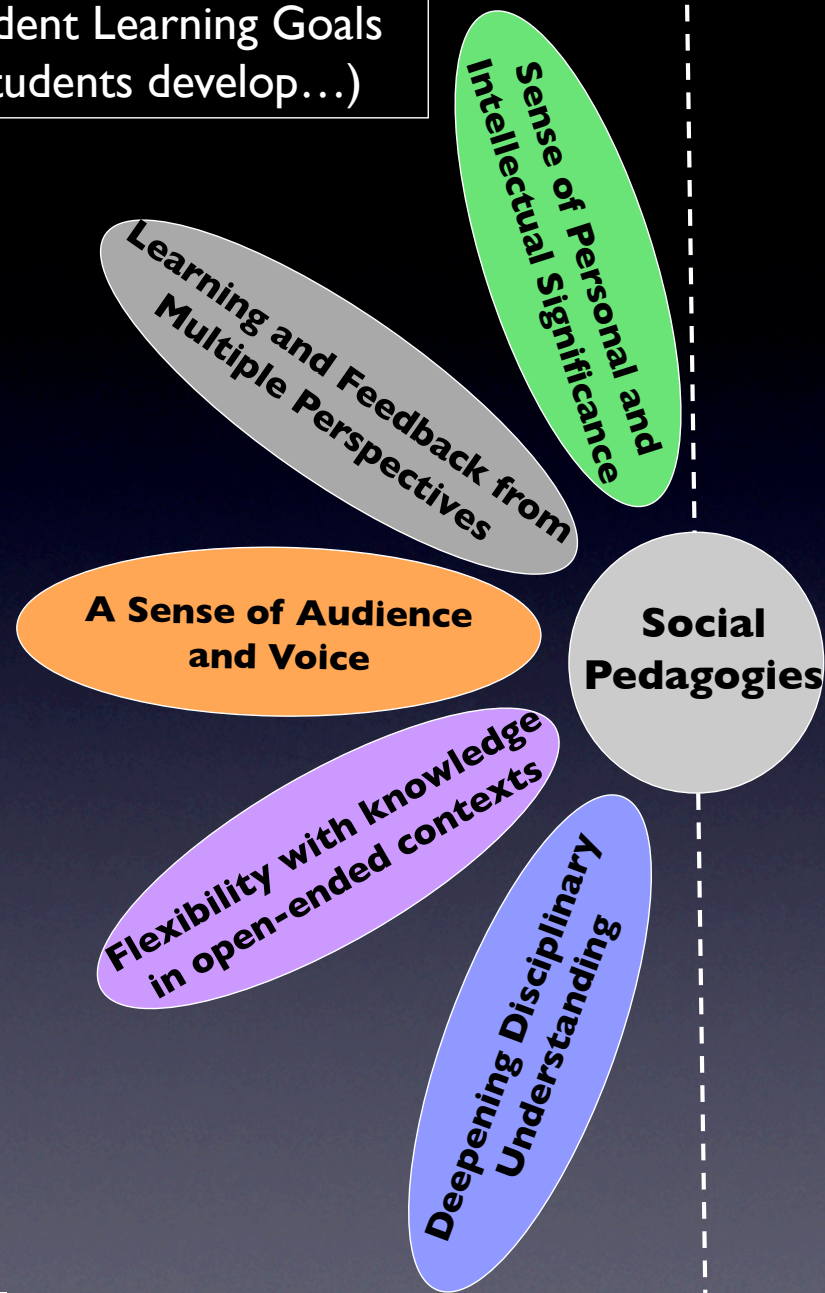 dent Learning Goals
tudents develop…)
Sense of Personal and
Intellectual Significance
Learning and Feedback from
Multiple Perspectives
A Sense of Audience
and Voice
Social
Pedagogies
Flexibility with knowledge
in open-ended contexts
Deepening Disciplinary
Understanding